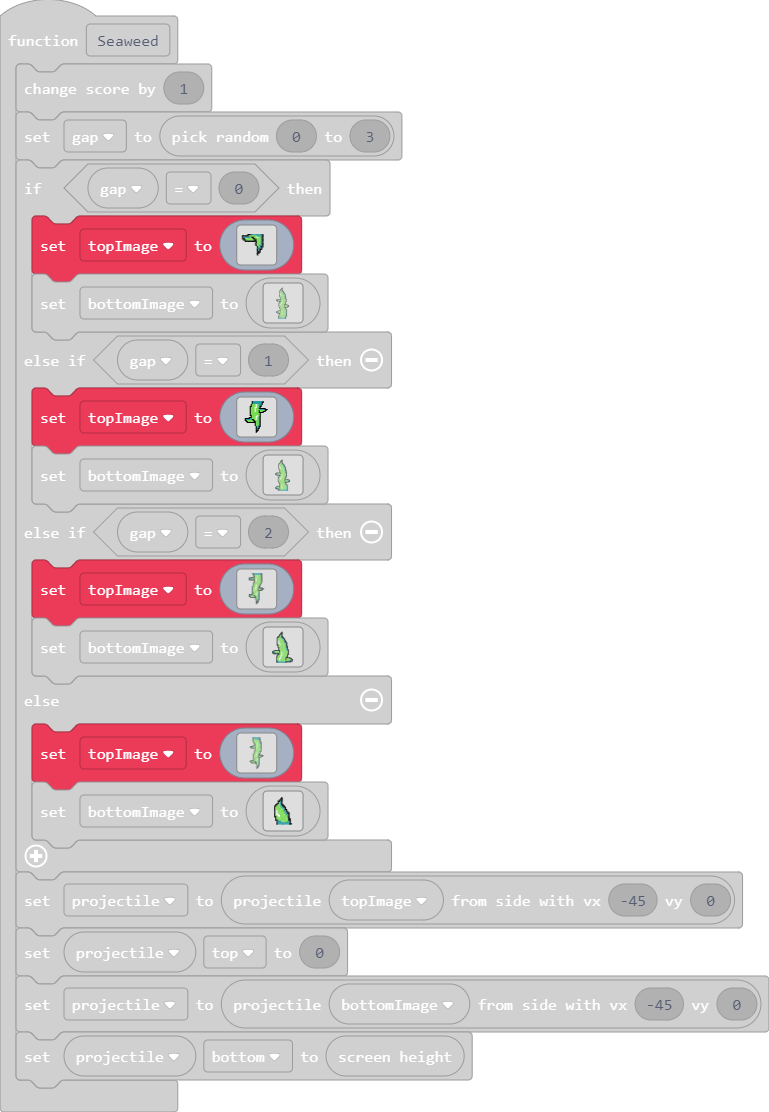 function Seaweed
change score by 1
set gap to pick random 0 to 3
if gap = 0 then
set topImage to
set bottomImage to
else if gap = 1 then
set topImage to
set bottomImage to
else if gap = 2 then
set topImage to
set bottomImage to
else
set topImage to
set bottomImage to
set projectile to projectile topImage from side with vx -45 vy 0
set projectile top to 0
set projectile to projectile bottomImage from side with vx -45 vy 0
set projectile bottom to screen height